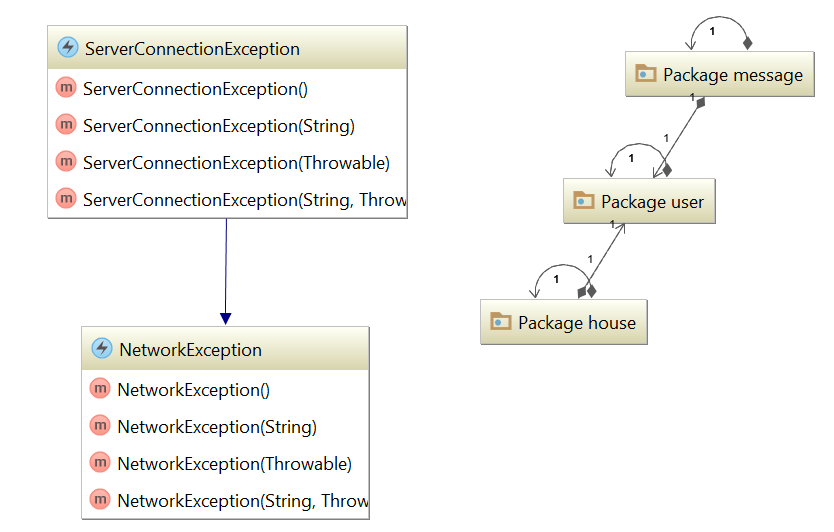 ServerConnectionException
m ServerConnectionException()
m ServerConnectionException(String)
m ServerConnectionException(Throwable)
m ServerConnectionException(String, Throw
NetworkException
m NetworkException()
m NetworkException(String)
m NetworkException(Throwable)
m NetworkException(String, Throw
1
Package message
1
1
1
Package user
1
1
1
Package house